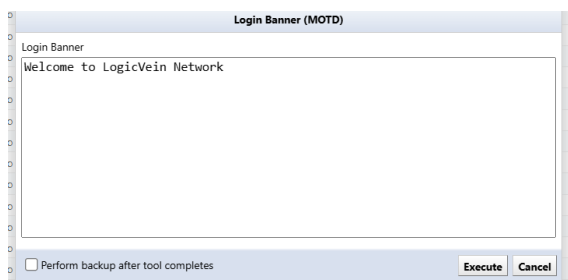 Login Banner (MOTD)
Login Banner
Welcome to LogicVein Network
Perform backup after tool completes
Execute Cancel